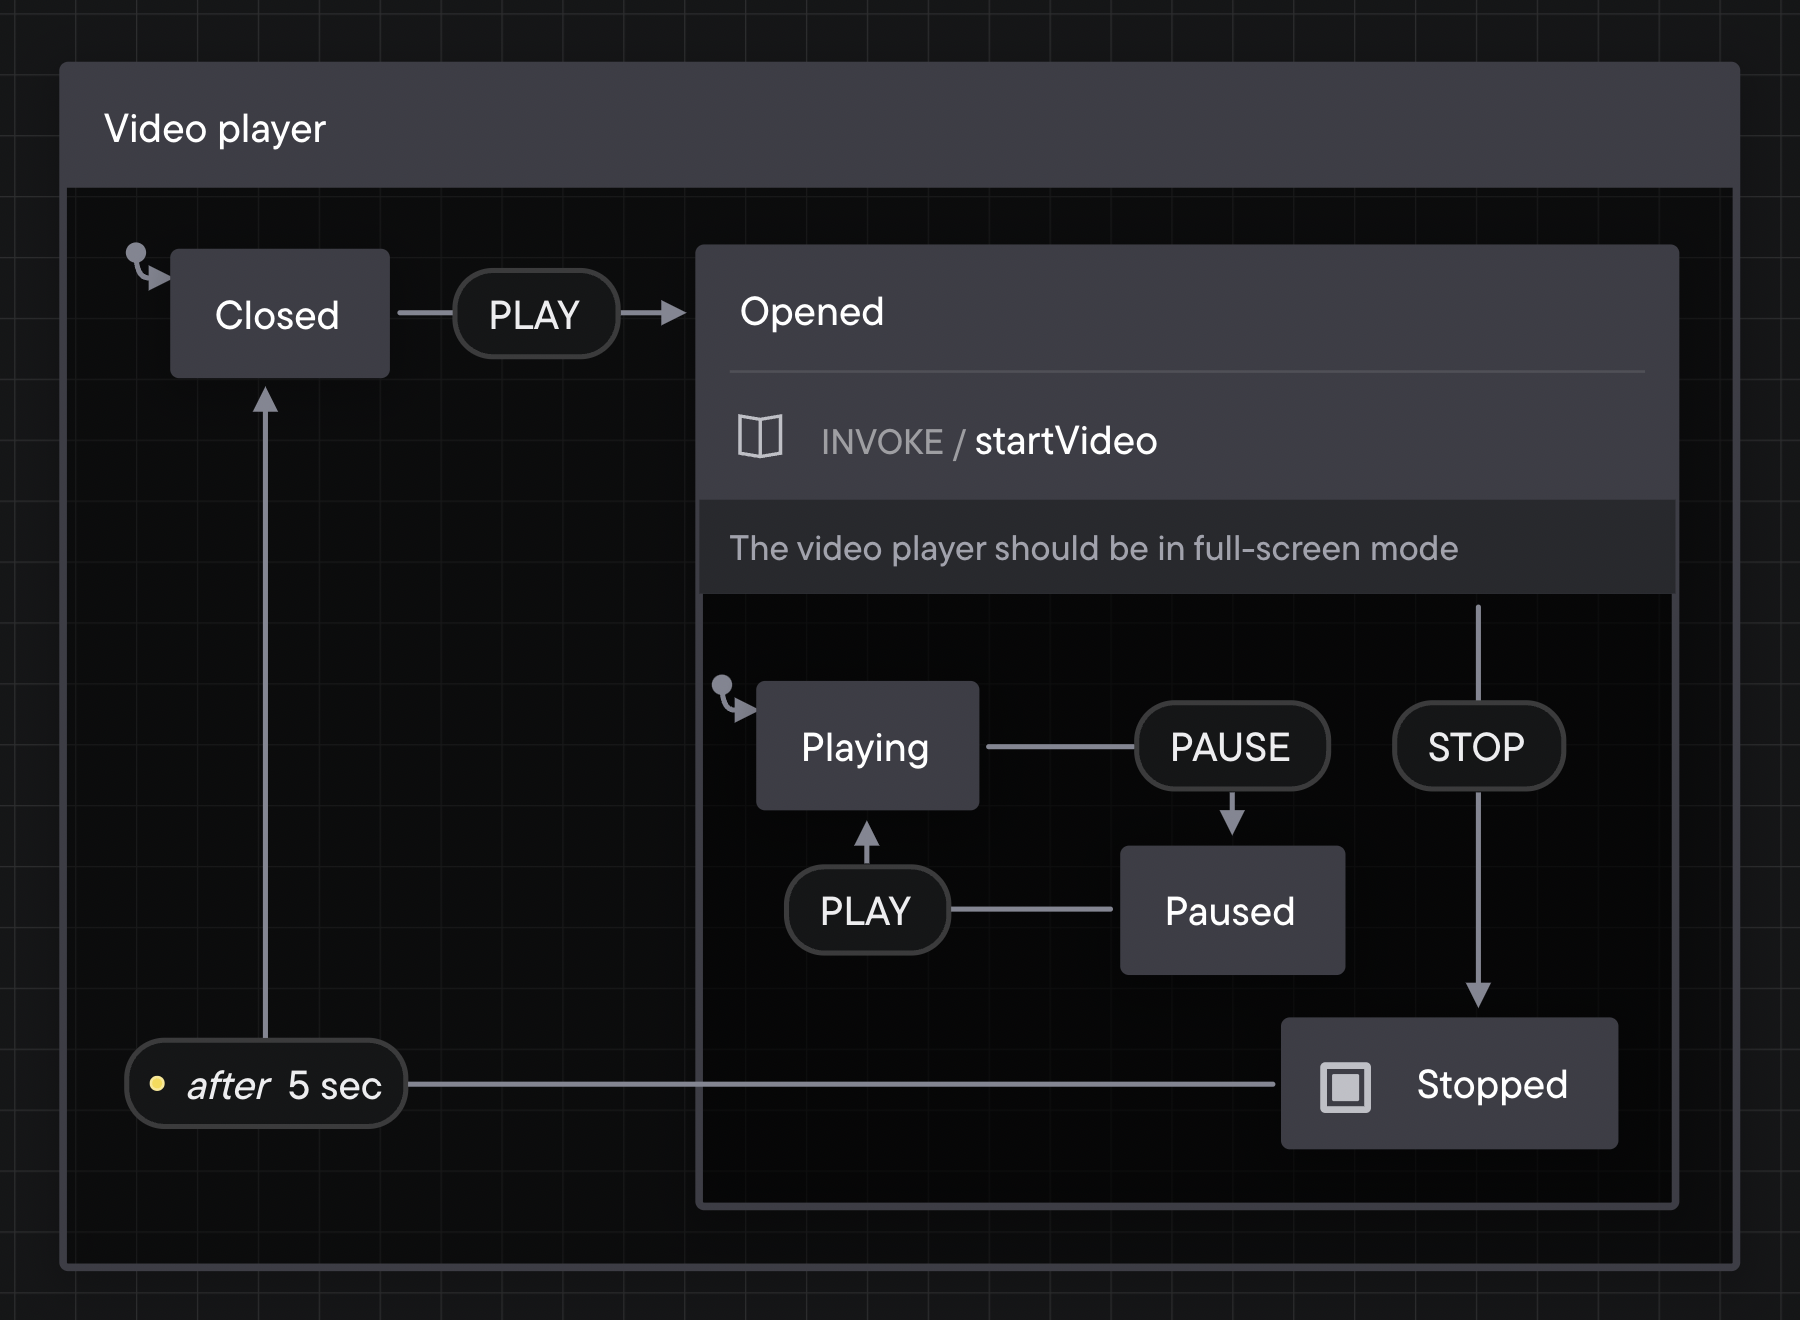 Video player
Closed
PLAY
Opened
INVOKE / startVideo
The video player should be in full-screen mode
Playing
PAUSE
STOP
PLAY
Paused
after 5 sec
Stopped